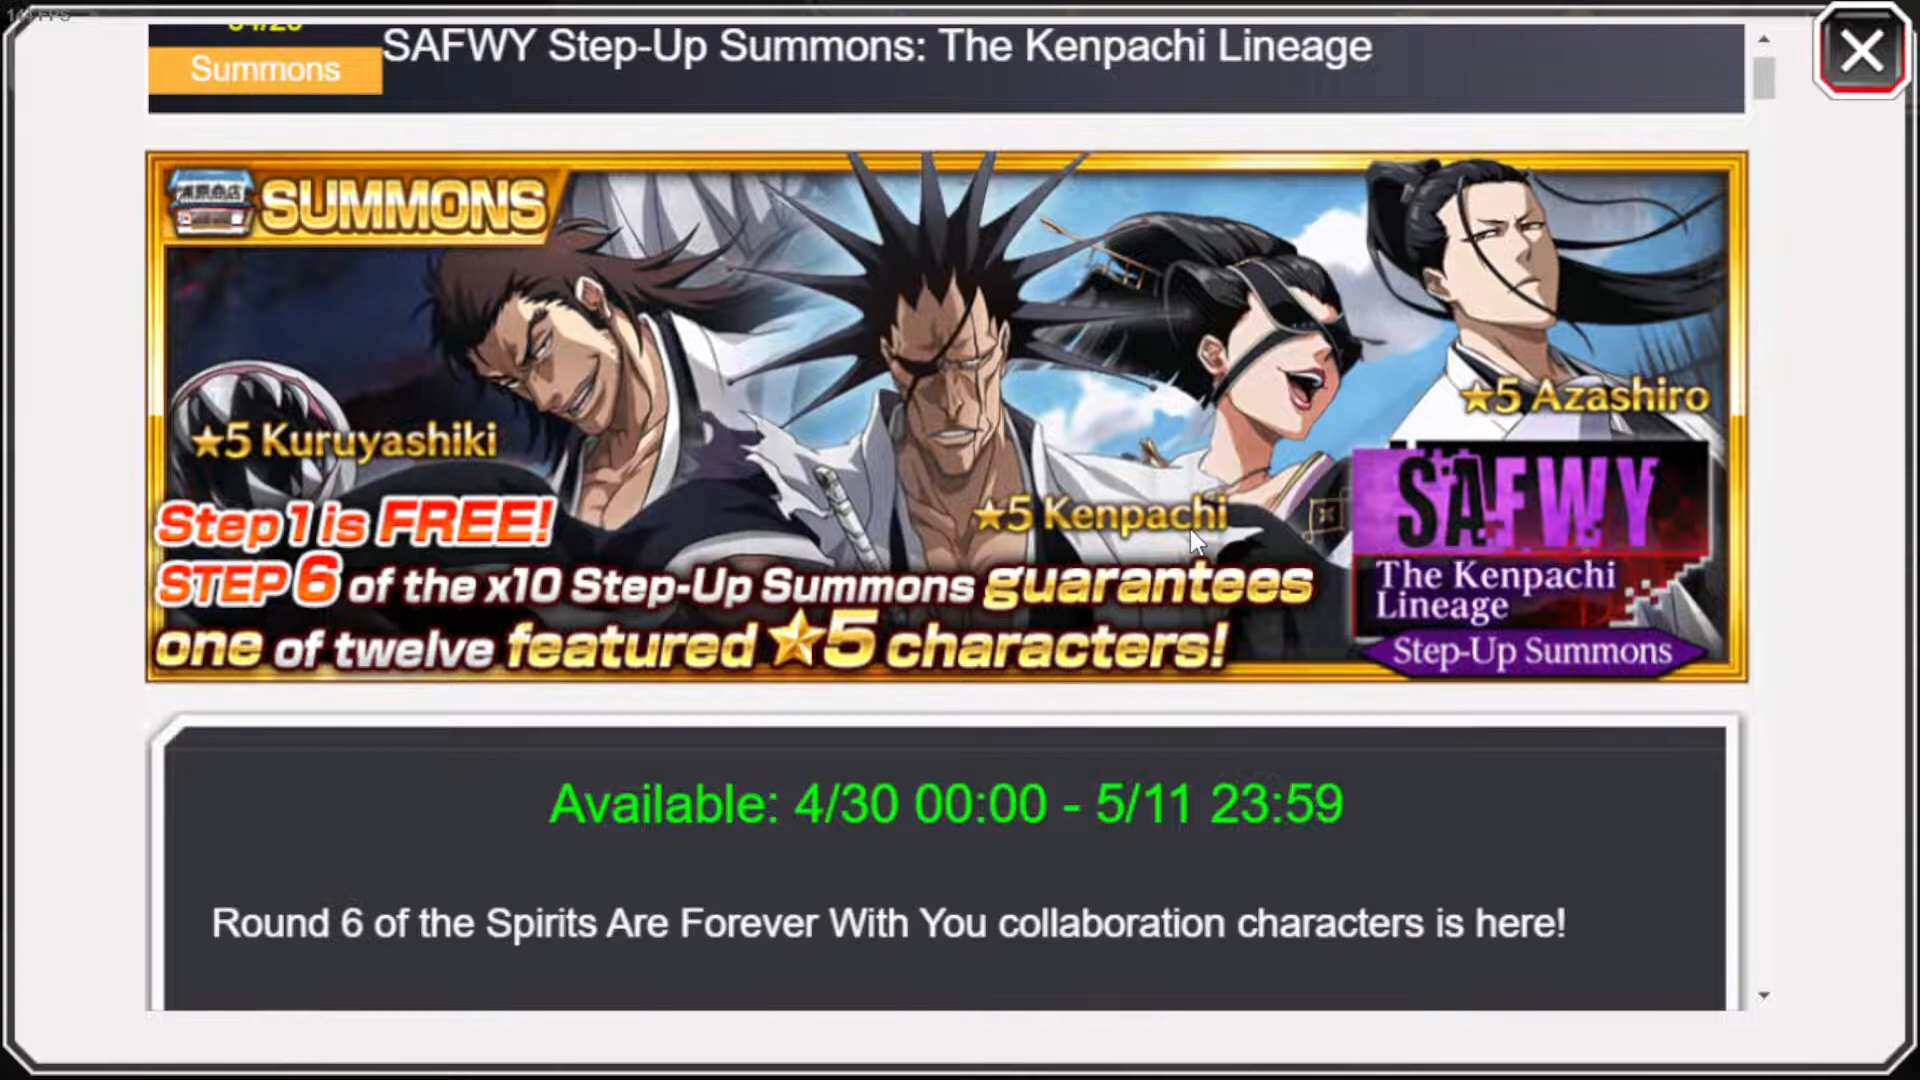 SAFWY Step-Up Summons: The Kenpachi Lineage
Summons
SUMMONS
★5 Kuruyashiki
★5 Kenpachi
★5 Azashiro
Step 1 is FREE!
STEP 6 of the x10 Step-Up Summons guarantees
one of twelve featured ★5 characters!
SAFWY
The Kenpachi
Lineage
Step-Up Summons
Available: 4/30 00:00 - 5/11 23:59
Round 6 of the Spirits Are Forever With You collaboration characters is here!